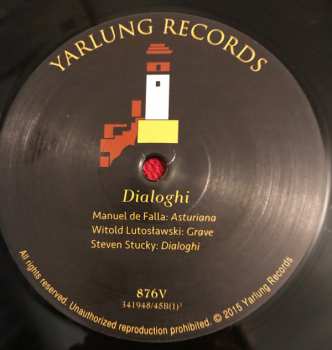 YARLUNG RECORDS
Dialoghi
Manuel de Falla: Asturiana
Witold Lutosławski: Grave
Steven Stucky: Dialoghi
876V
341948/45B(1)³
All rights reserved. Unauthorized reproduction prohibited. © 2015 Yarlung Records